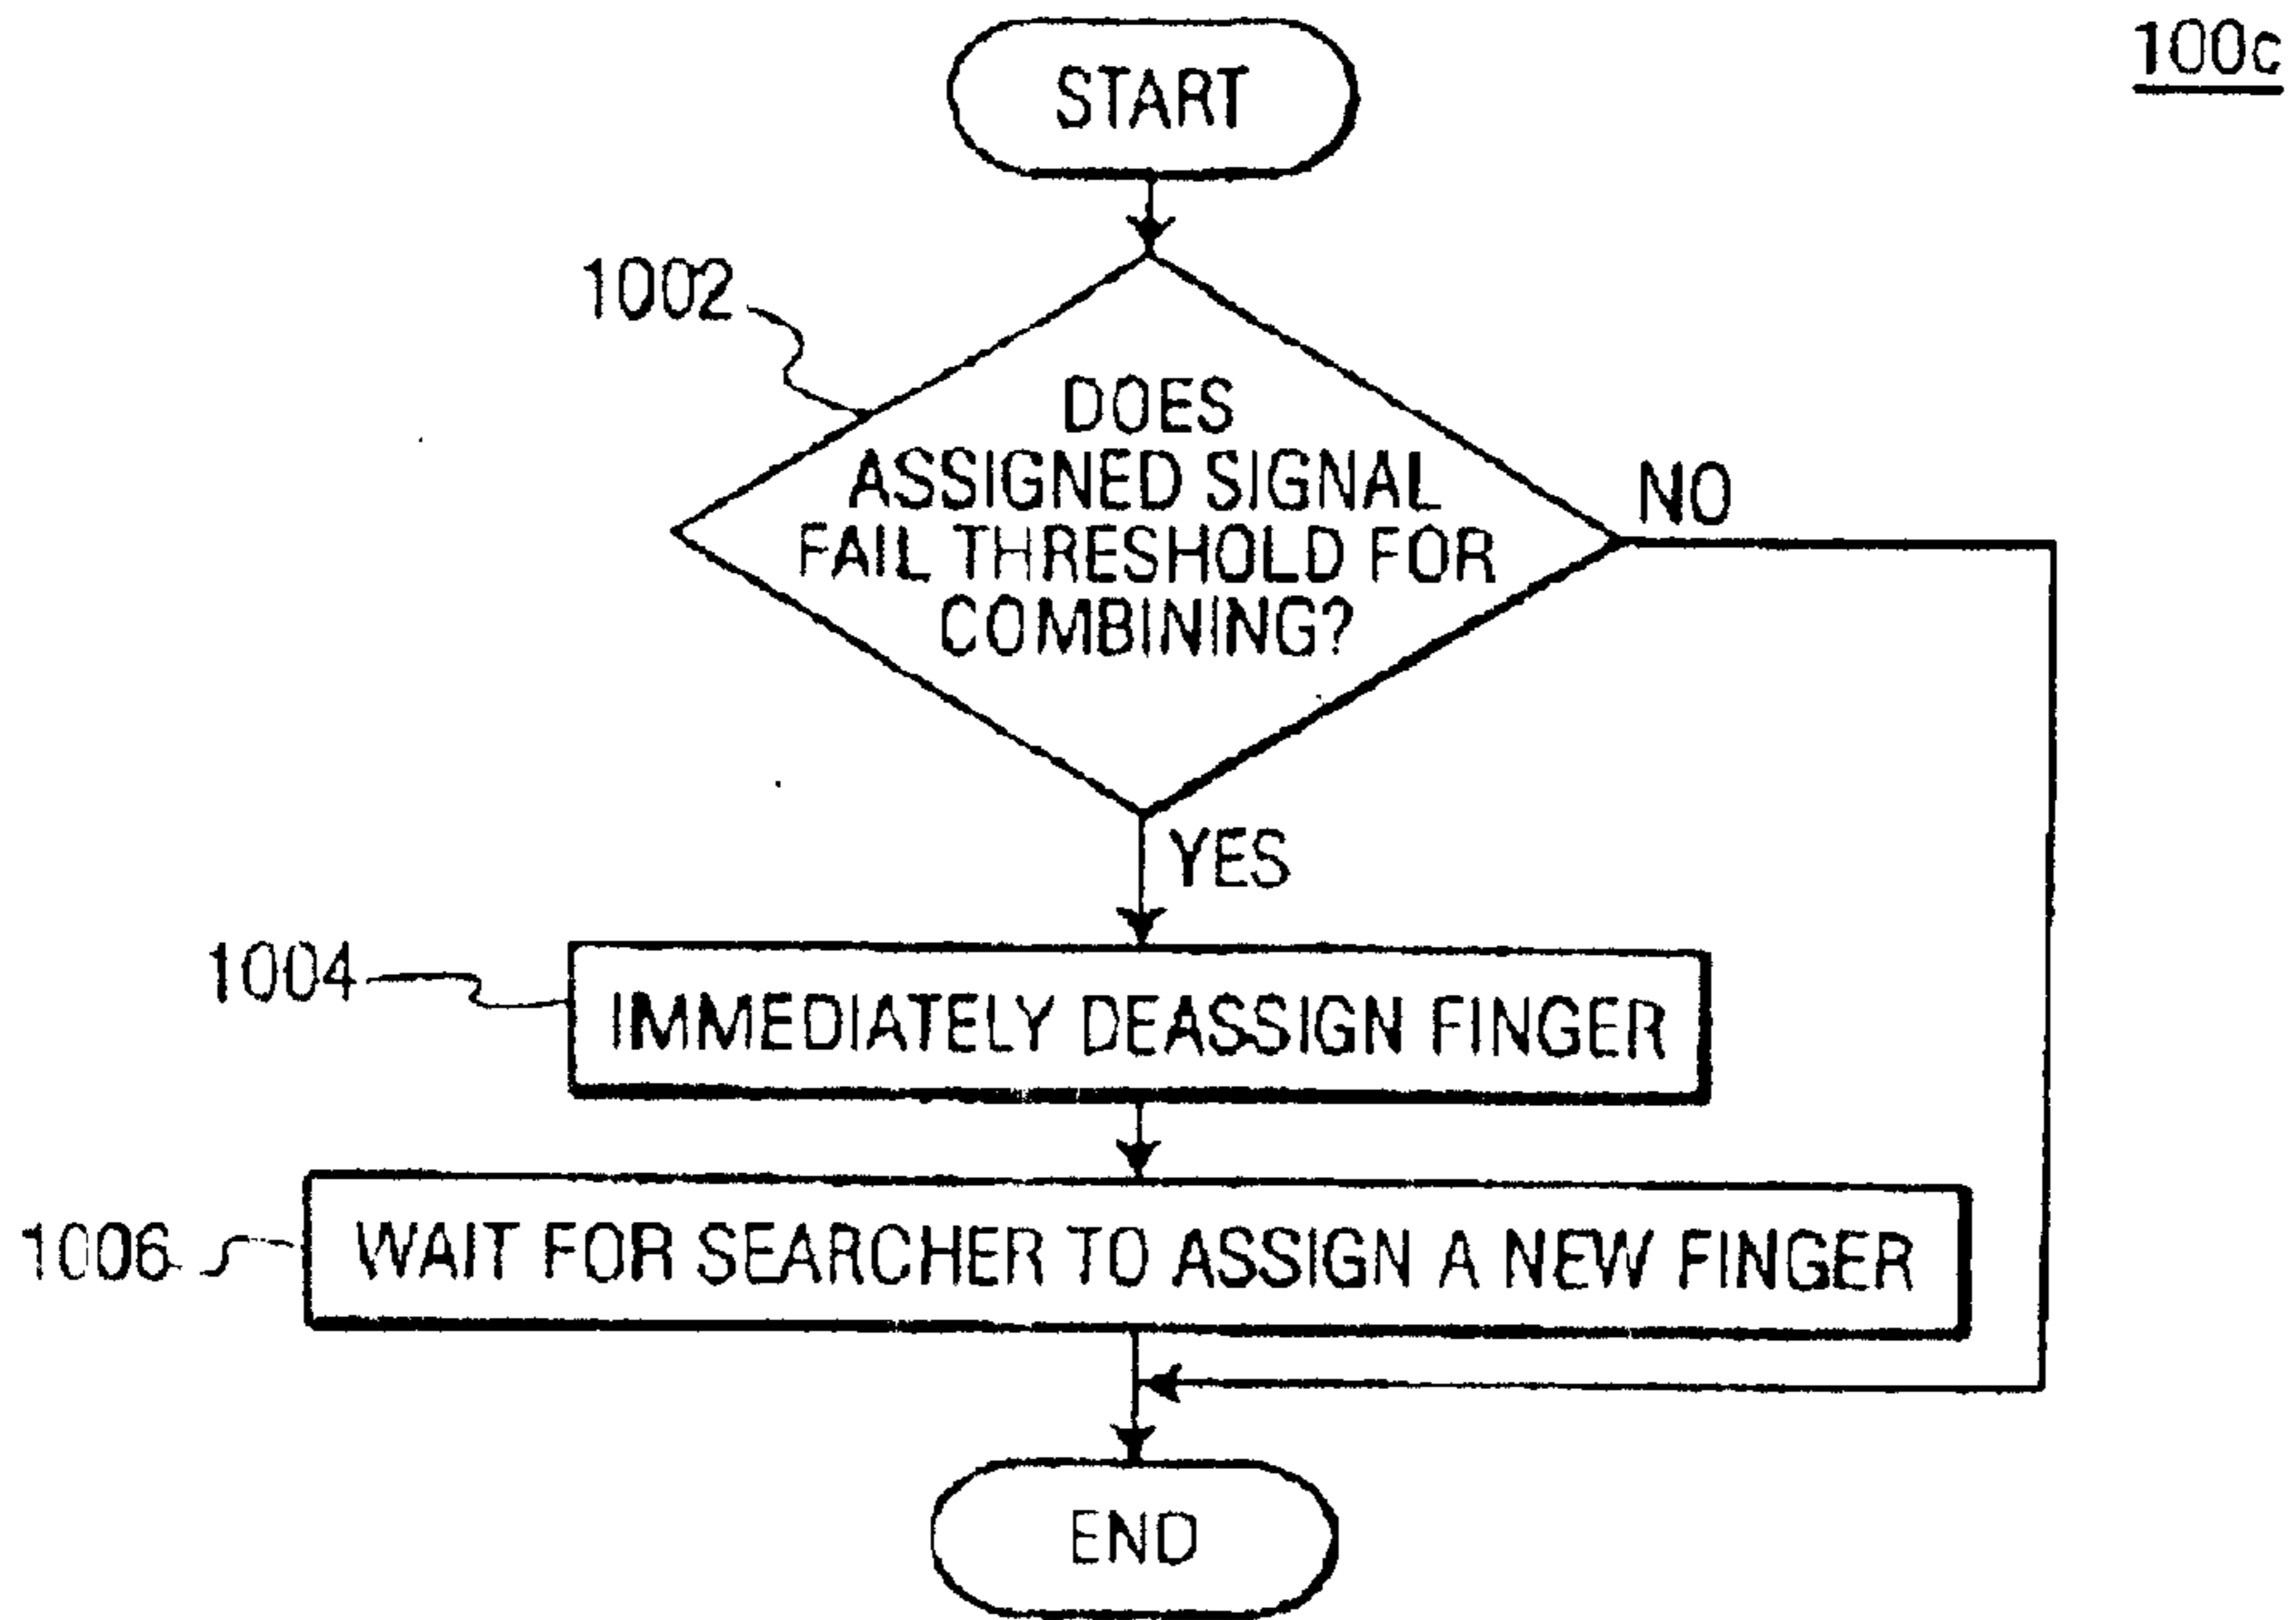 100c
START
1002
DOES
ASSIGNED SIGNAL
FAIL THRESHOLD FOR
COMBINING?
NO
YES
1004
IMMEDIATELY DEASSIGN FINGER
1006
WAIT FOR SEARCHER TO ASSIGN A NEW FINGER
END